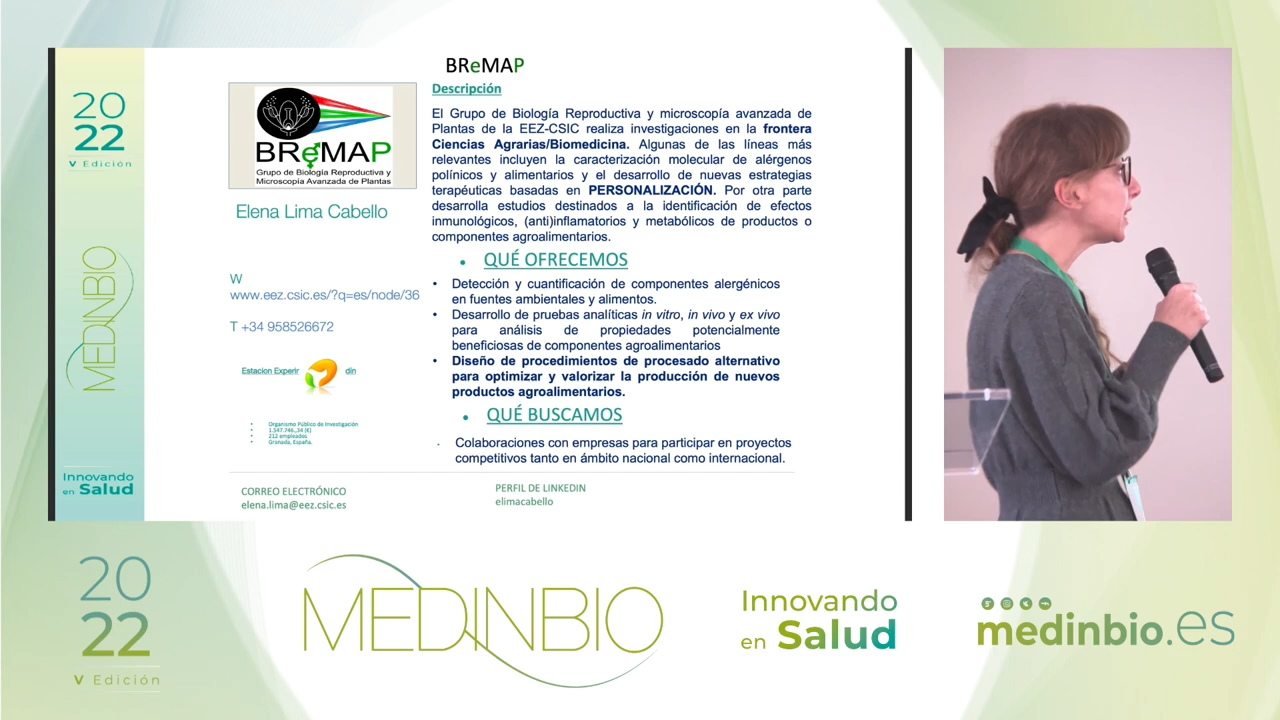 20
22
V Edición
MEDINBIO
Innovando
en Salud
BReMAP
Grupo de Biología Reproductiva y
Microscopía Avanzada de Plantas
Elena Lima Cabello
W
www.eez.csic.es/?q=es/node/36
T +34 958526672
Estacion Experir din
• Organismo Público de Investigación
• 1.547.746,,34 (€)
• 212 empleados
• Granada, España.
BReMAP
Descripción
El Grupo de Biología Reproductiva y microscopía avanzada de
Plantas de la EEZ-CSIC realiza investigaciones en la frontera
Ciencias Agrarias/Biomedicina. Algunas de las líneas más
relevantes incluyen la caracterización molecular de alérgenos
polínicos y alimentarios y el desarrollo de nuevas estrategias
terapéuticas basadas en PERSONALIZACIÓN. Por otra parte
desarrolla estudios destinados a la identificación de efectos
inmunológicos, (anti)inflamatorios y metabólicos de productos o
componentes agroalimentarios.
• QUÉ OFRECEMOS
• Detección y cuantificación de componentes alergénicos
en fuentes ambientales y alimentos.
• Desarrollo de pruebas analíticas in vitro, in vivo y ex vivo
para análisis de propiedades potencialmente
beneficiosas de componentes agroalimentarios
• Diseño de procedimientos de procesado alternativo
para optimizar y valorizar la producción de nuevos
productos agroalimentarios.
• QUÉ BUSCAMOS
• Colaboraciones con empresas para participar en proyectos
competitivos tanto en ámbito nacional como internacional.
CORREO ELECTRÓNICO
elena.lima@eez.csic.es
PERFIL DE LINKEDIN
elimacabello
20
22
V Edición
MEDINBIO
Innovando
en Salud
medinbio.es